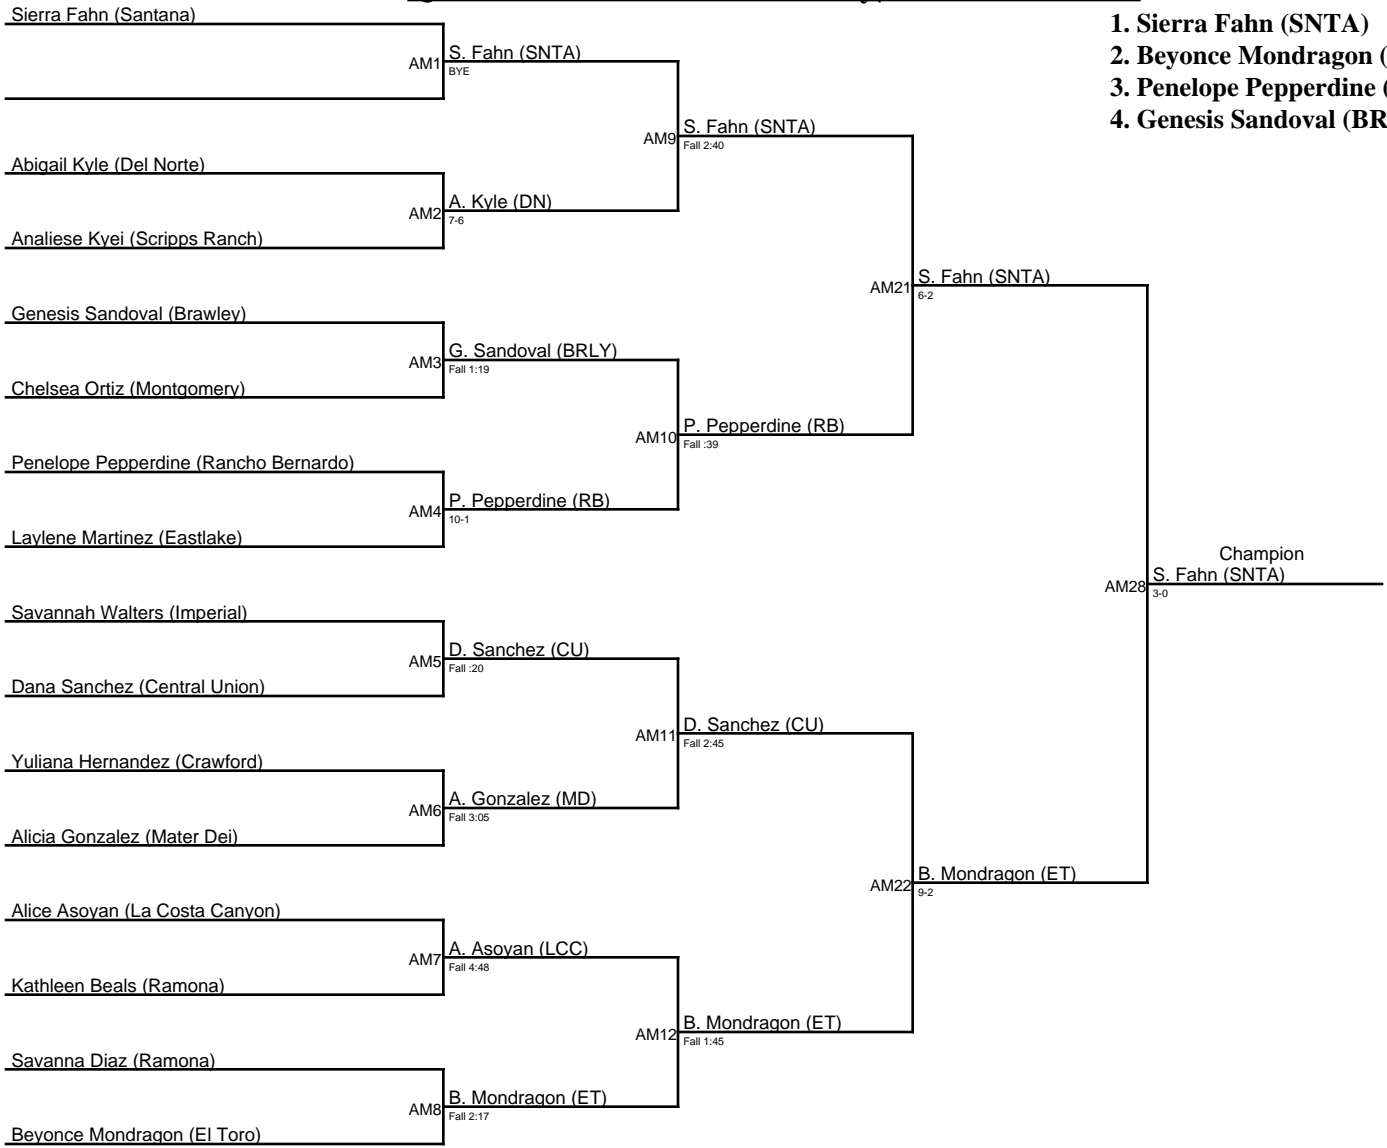 Sierra Fahn (Santana)
1. Sierra Fahn (SNTA)
2. Beyonce Mondragon (
3. Penelope Pepperdine (
4. Genesis Sandoval (BR
AM1
S. Fahn (SNTA)
BYE
AM9
S. Fahn (SNTA)
Fall 2:40
Abigail Kyle (Del Norte)
AM2
A. Kyle (DN)
7-6
Analiese Kyei (Scripps Ranch)
AM21
S. Fahn (SNTA)
6-2
Genesis Sandoval (Brawley)
AM3
G. Sandoval (BRLY)
Fall 1:19
Chelsea Ortiz (Montgomery)
AM10
P. Pepperdine (RB)
Fall :39
Penelope Pepperdine (Rancho Bernardo)
AM4
P. Pepperdine (RB)
10-1
Laylene Martinez (Eastlake)
Champion
AM28
S. Fahn (SNTA)
3-0
Savannah Walters (Imperial)
AM5
D. Sanchez (CU)
Fall :20
Dana Sanchez (Central Union)
AM11
D. Sanchez (CU)
Fall 2:45
Yuliana Hernandez (Crawford)
AM6
A. Gonzalez (MD)
Fall 3:05
Alicia Gonzalez (Mater Dei)
AM22
B. Mondragon (ET)
9-2
Alice Asoyan (La Costa Canyon)
AM7
A. Asoyan (LCC)
Fall 4:48
Kathleen Beals (Ramona)
AM12
B. Mondragon (ET)
Fall 1:45
Savanna Diaz (Ramona)
AM8
B. Mondragon (ET)
Fall 2:17
Beyonce Mondragon (El Toro)